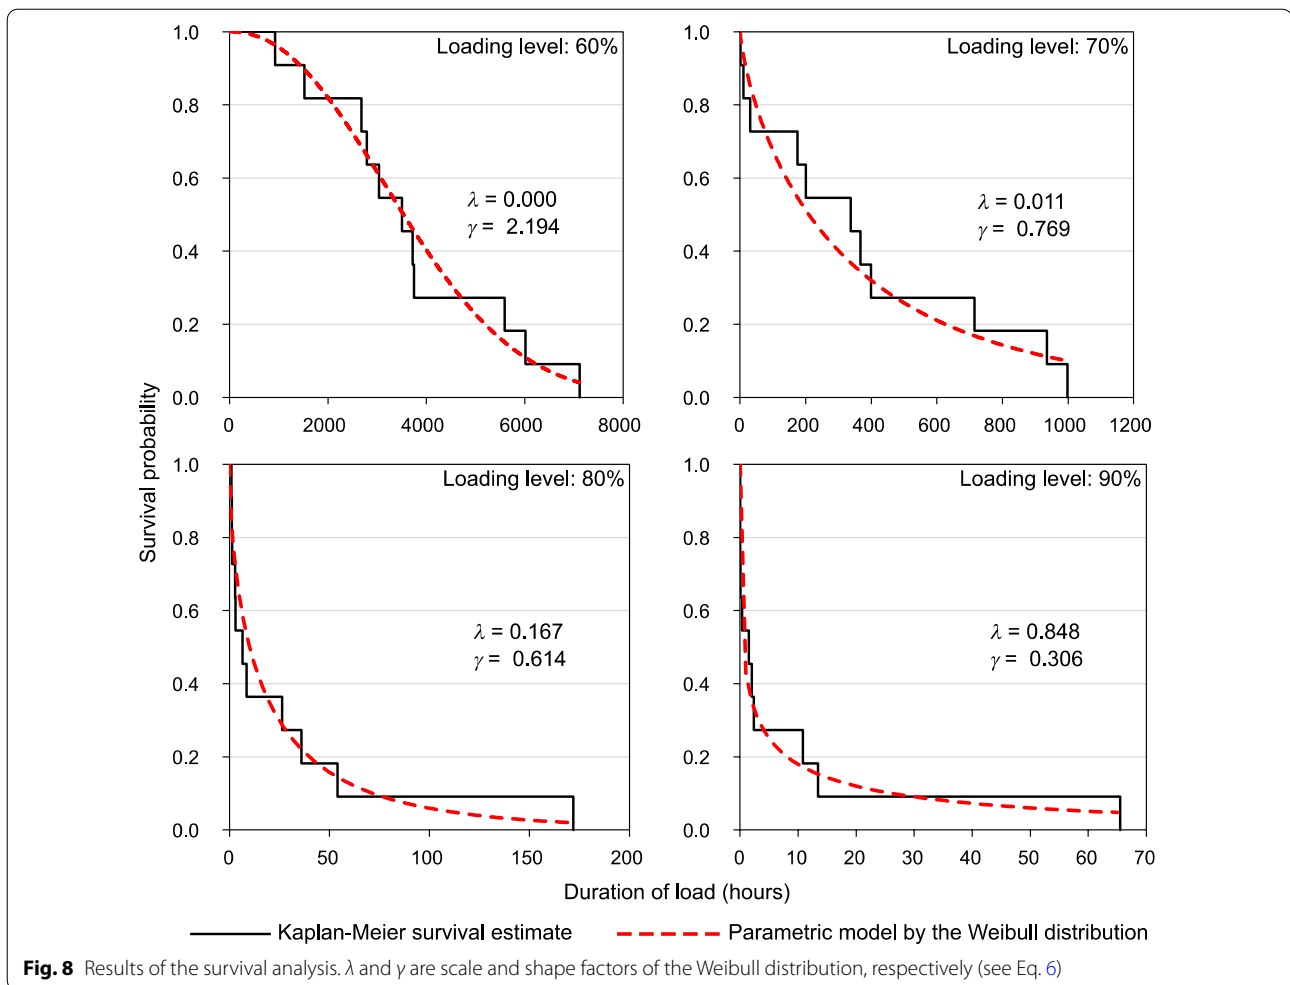 Survival probability
1.0
0.8
0.6
0.4
0.2
0.0
Loading level: 60%
λ = 0.000
γ = 2.194
0 2000 4000 6000 8000
1.0
0.8
0.6
0.4
0.2
0.0
Loading level: 70%
λ = 0.011
γ = 0.769
0 200 400 600 800 1000 1200
1.0
0.8
0.6
0.4
0.2
0.0
Loading level: 80%
λ = 0.167
γ = 0.614
0 50 100 150 200
1.0
0.8
0.6
0.4
0.2
0.0
Loading level: 90%
λ = 0.848
γ = 0.306
0 10 20 30 40 50 60 70
Duration of load (hours)
Kaplan-Meier survival estimate Parametric model by the Weibull distribution
Fig. 8 Results of the survival analysis. λ and γ are scale and shape factors of the Weibull distribution, respectively (see Eq. 6)